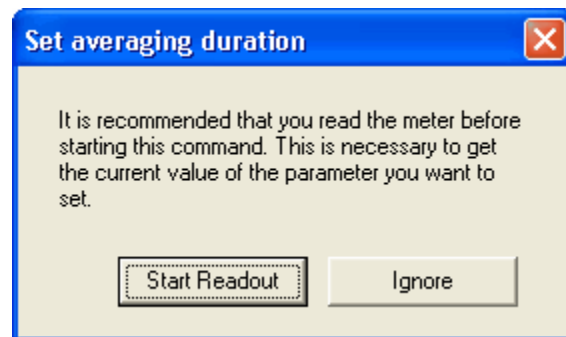 Set averaging duration
It is recommended that you read the meter before
starting this command. This is necessary to get
the current value of the parameter you want to
set.
Start Readout
Ignore